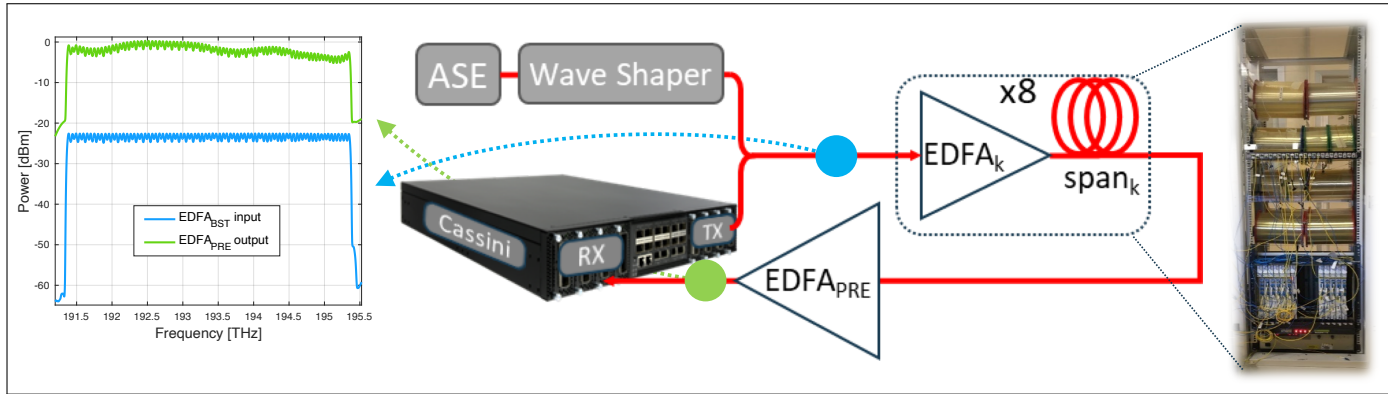 0
-10
-20
-30
-40
-50
-60
Power [dBm]
191.5 192 192.5 193 193.5 194 194.5 195 195.5
Frequency [THz]
EDFA_BST input
EDFA_PRE output
ASE
Wave Shaper
Cassini
RX
TX
x8
EDFA_k
span_k
EDFA_PRE